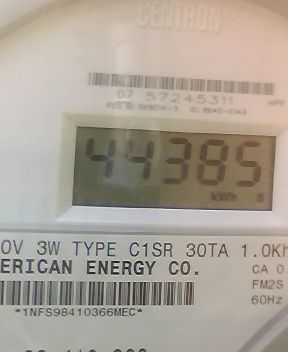 CENTRON
07 57245311
44385
kWh
0V 3W TYPE C1SR 30TA 1.0Kh
ERICAN ENERGY CO.
CA 0.
FM2S
60Hz
*1NFS98410366MEC*